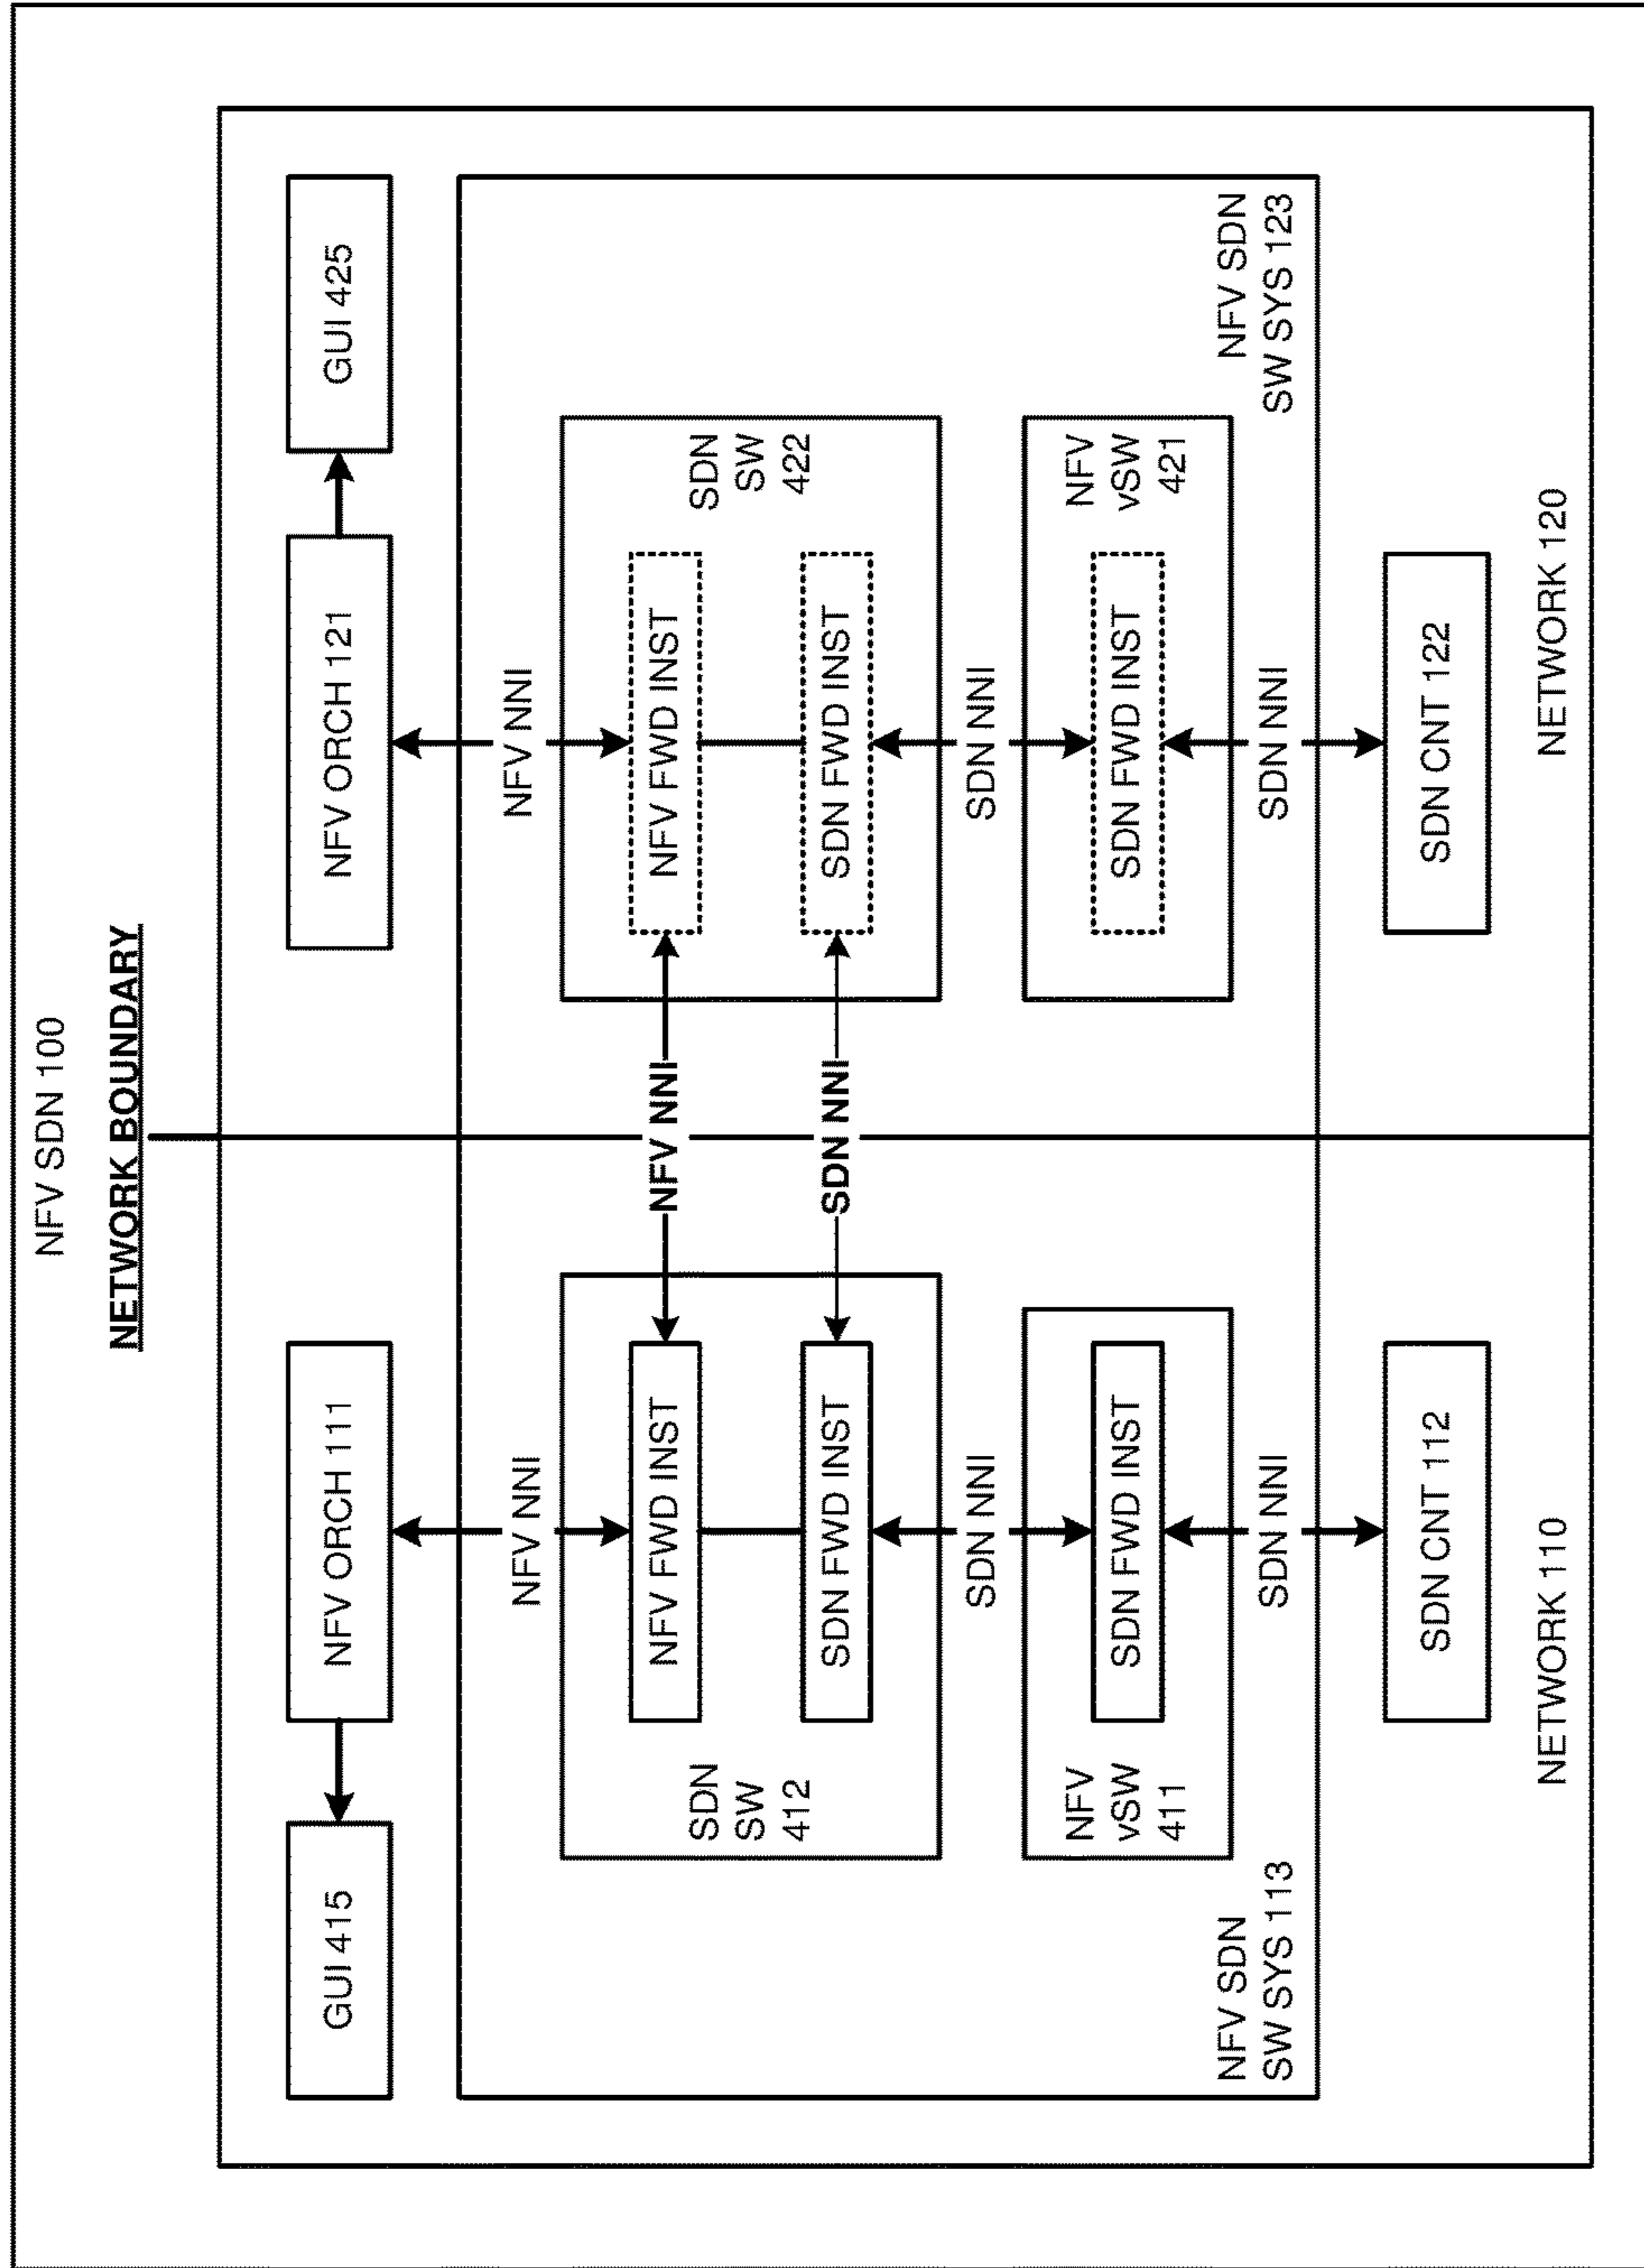 NFV SDN 100
NETWORK BOUNDARY
GUI 415
NFV ORCH 111
NFV ORCH 121
GUI 425
NFV NNI
NFV NNI
SDN
SW
412
NFV FWD INST
NFV NNI
NFV FWD INST
SDN FWD INST
SDN NNI
SDN FWD INST
SDN
SW
422
SDN NNI
SDN NNI
NFV
vSW
411
SDN FWD INST
SDN FWD INST
NFV
vSW
421
NFV SDN
SW SYS 113
SDN NNI
SDN NNI
NFV SDN
SW SYS 123
SDN CNT 112
SDN CNT 122
NETWORK 110
NETWORK 120